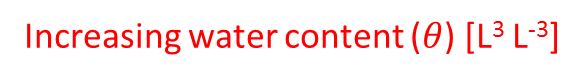 Increasing water content (θ) [L³ L⁻³]